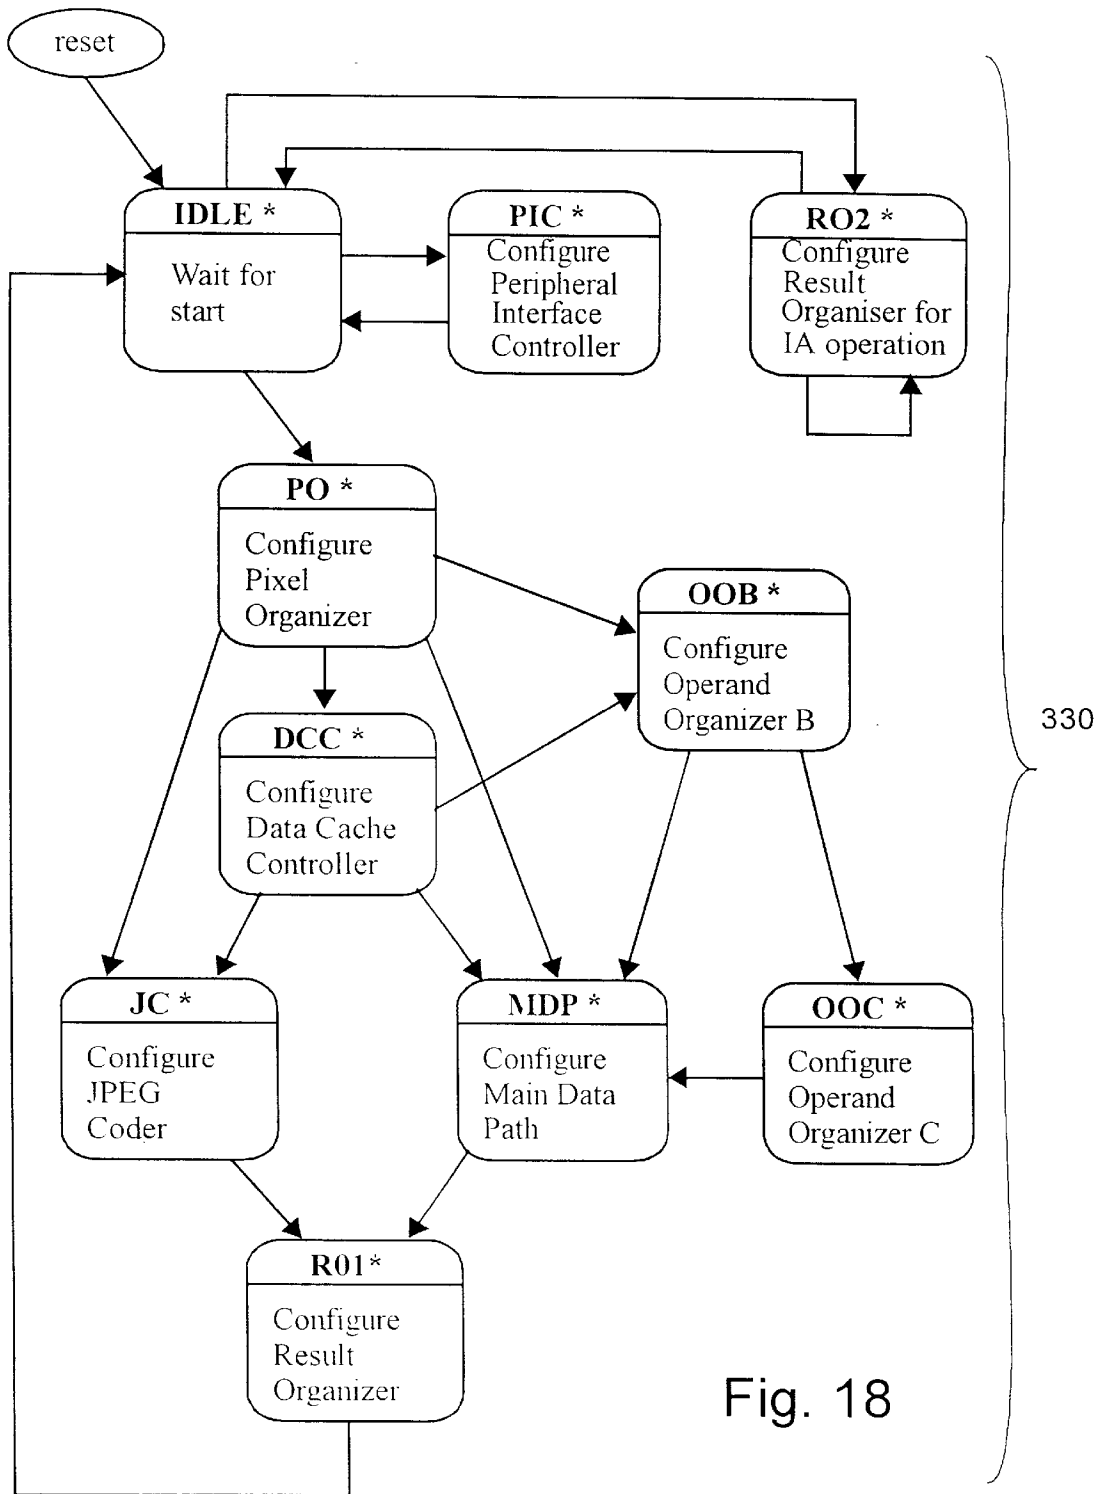 reset
IDLE *
Wait for
start
PIC *
Configure
Peripheral
Interface
Controller
RO2 *
Configure
Result
Organiser for
IA operation
PO *
Configure
Pixel
Organizer
OOB *
Configure
Operand
Organizer B
330
DCC *
Configure
Data Cache
Controller
JC *
Configure
JPEG
Coder
MDP *
Configure
Main Data
Path
OOC *
Configure
Operand
Organizer C
R01*
Configure
Result
Organizer
Fig. 18